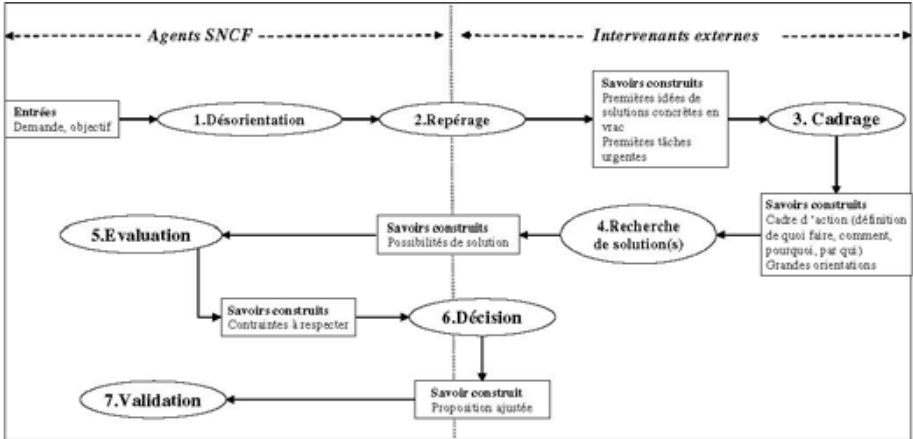 Agents SNCF
Intervenants externes
Entrées
Demande, objectif
1.Désorientation
2.Repérage
Savoirs construits
Premières idées de
solutions concrètes en
vrac
Premières tâches
urgentes
3. Cadrage
Savoirs construits
Cadre d 'action (définition
de quoi faire, comment,
pourquoi, par qui)
Grandes orientations
4.Recherche
de solution(s)
Savoirs construits
Possibilités de solution
5.Evaluation
Savoirs construits
Contraintes à respecter
6.Décision
Savoir construit
Proposition ajustée
7.Validation